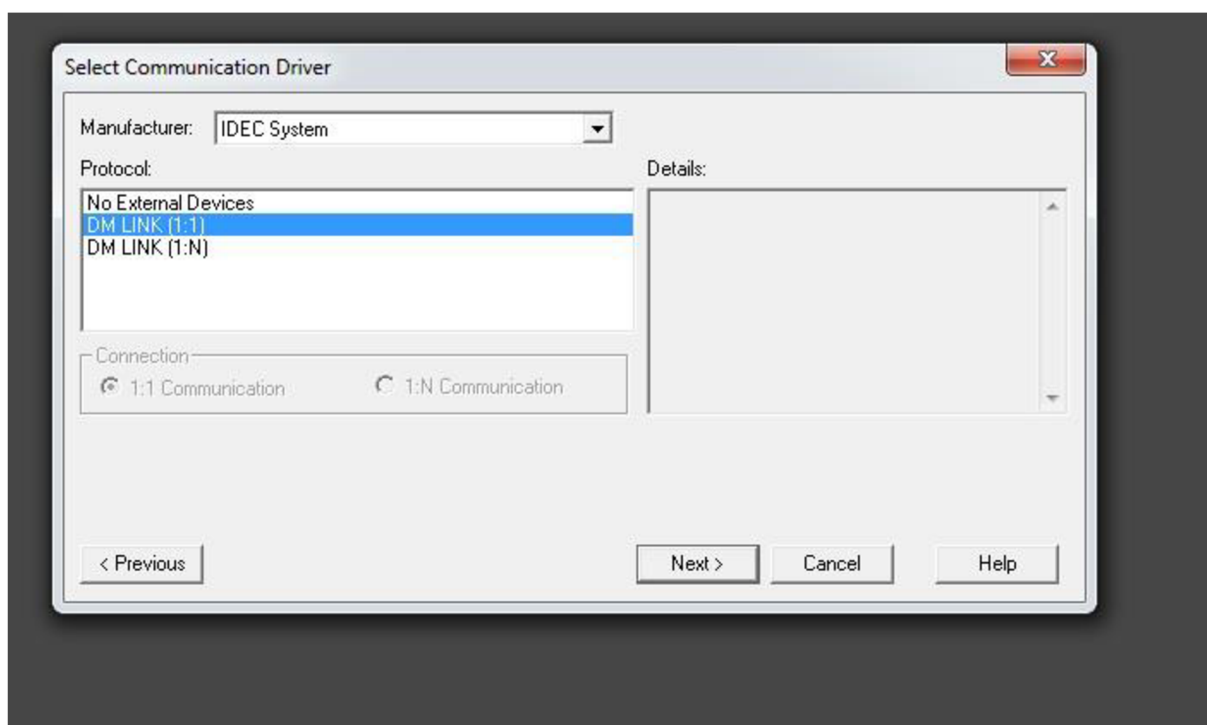 Select Communication Driver
Manufacturer: IDEC System
Protocol:
Details:
No External Devices
DM LINK (1:1)
DM LINK (1:N)
Connection
1:1 Communication 1:N Communication
< Previous Next > Cancel Help